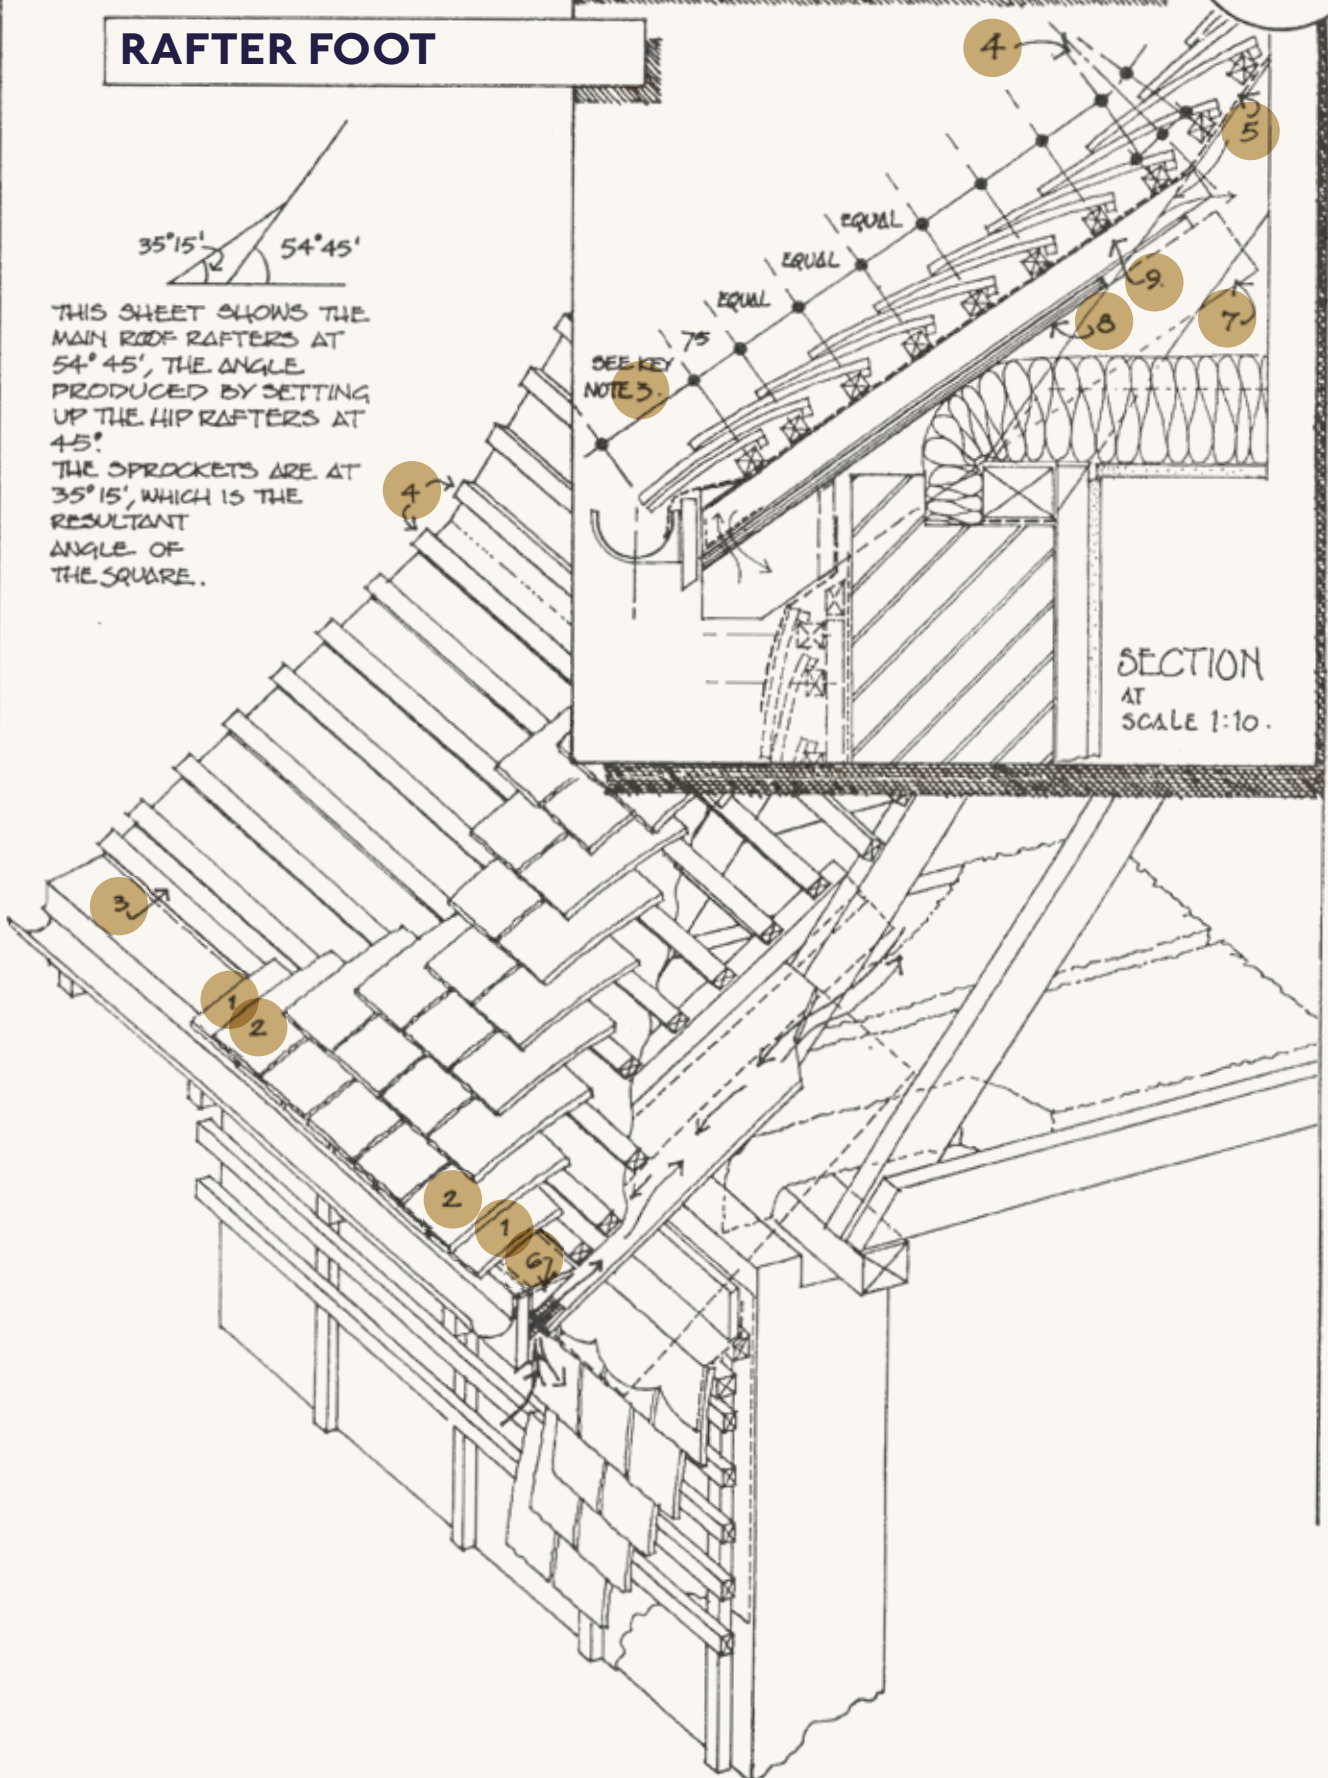 RAFTER FOOT
35°15'
54°45'
THIS SHEET SHOWS THE
MAIN ROOF RAFTERS AT
54° 45', THE ANGLE
PRODUCED BY SETTING
UP THE HIP RAFTERS AT
45°.
THE SPROCKETS ARE AT
35°15', WHICH IS THE
RESULTANT
ANGLE OF
THE SQUARE.
4
5
EQUAL
EQUAL
EQUAL
9.
8
7
75
SEE KEY
NOTE 3.
4
SECTION
AT
SCALE 1:10.
3
1
2
2
1
6